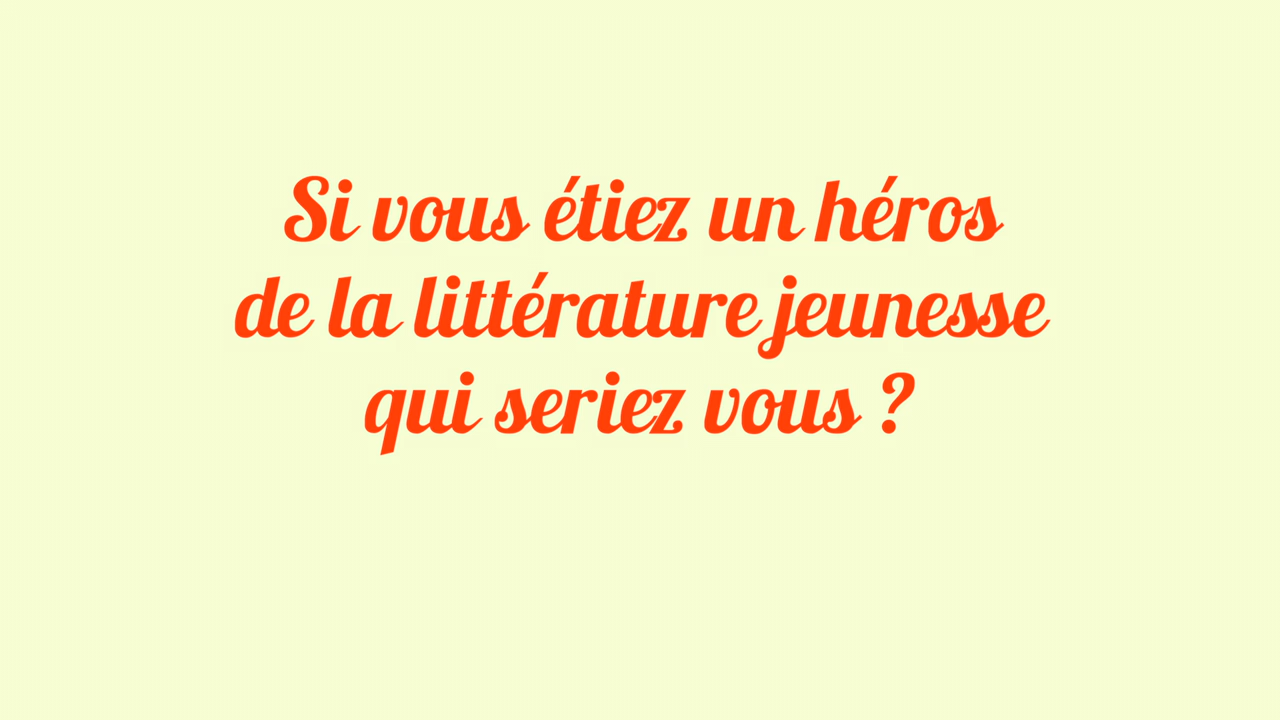 Si vous étiez un héros
de la littérature jeunesse
qui seriez vous ?